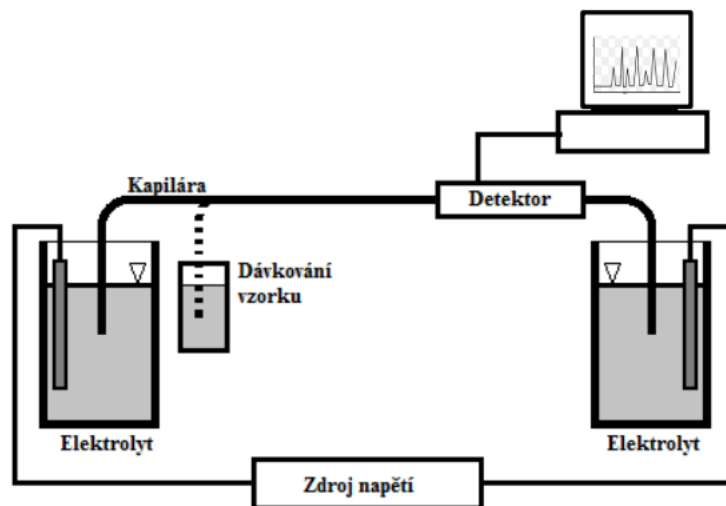 Kapilára
Detektor
Dávkování
vzorku
Elektrolyt
Elektrolyt
Zdroj napětí